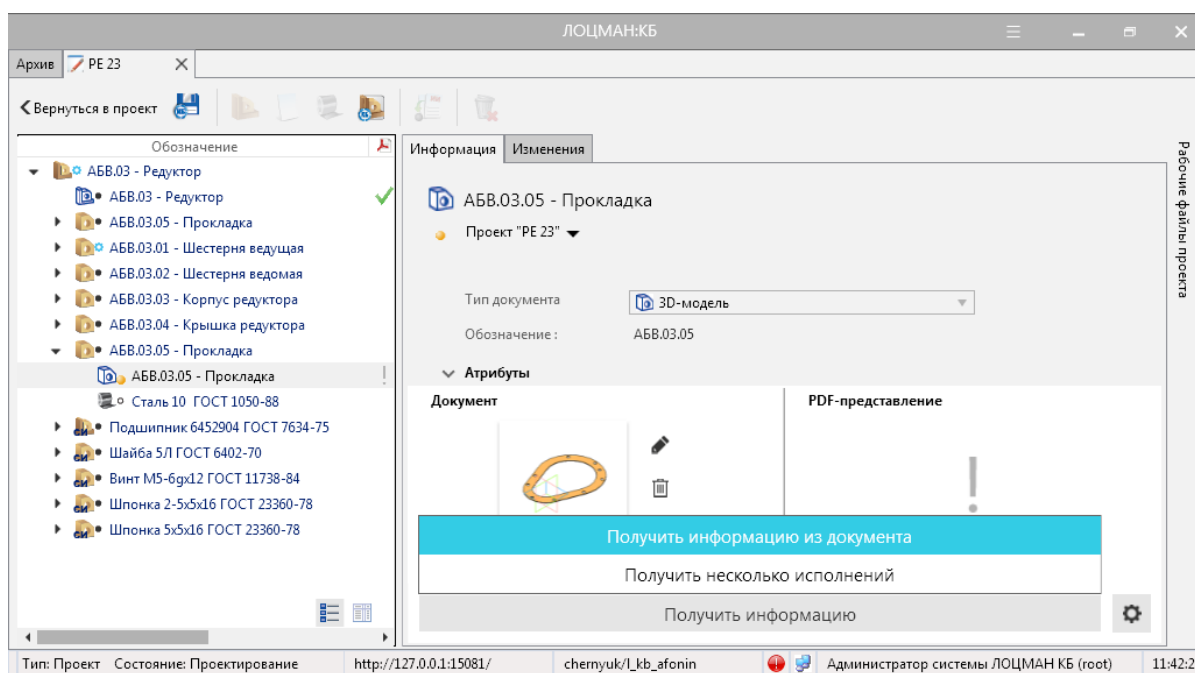 ЛОЦМАН:КБ
Архив
PE 23
Вернуться в проект
Обозначение
АБВ.03 - Редуктор
АБВ.03 - Редуктор
АБВ.03.05 - Прокладка
АБВ.03.01 - Шестерня ведущая
АБВ.03.02 - Шестерня ведомая
АБВ.03.03 - Корпус редуктора
АБВ.03.04 - Крышка редуктора
АБВ.03.05 - Прокладка
АБВ.03.05 - Прокладка
Сталь 10 ГОСТ 1050-88
Подшипник 6452904 ГОСТ 7634-75
Шайба 5Л ГОСТ 6402-70
Винт М5-6gx12 ГОСТ 11738-84
Шпонка 2-5x5x16 ГОСТ 23360-78
Шпонка 5x5x16 ГОСТ 23360-78
Информация Изменения
АБВ.03.05 - Прокладка
Проект "PE 23"
Тип документа 3D-модель
Обозначение : АБВ.03.05
Атрибуты
Документ PDF-представление
Получить информацию из документа
Получить несколько исполнений
Получить информацию
Рабочие файлы проекта
Тип: Проект Состояние: Проектирование http://127.0.0.1:15081/ chernyuk/l_kb_afonin Администратор системы ЛОЦМАН КБ (root) 11:42:2